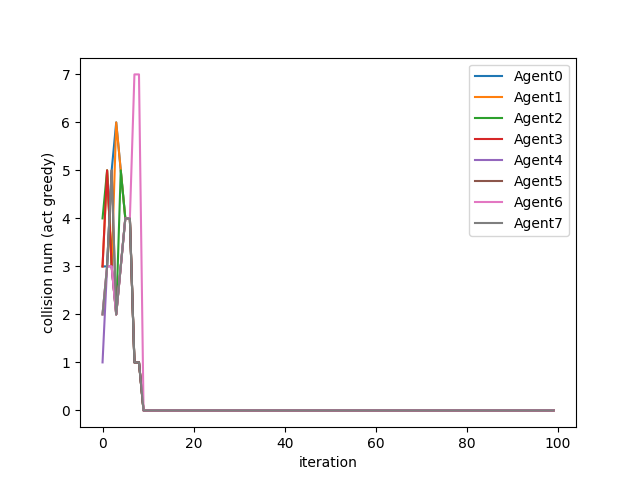 7
6
5
4
3
2
1
0
collision num (act greedy)
Agent0
Agent1
Agent2
Agent3
Agent4
Agent5
Agent6
Agent7
0 20 40 60 80 100
iteration